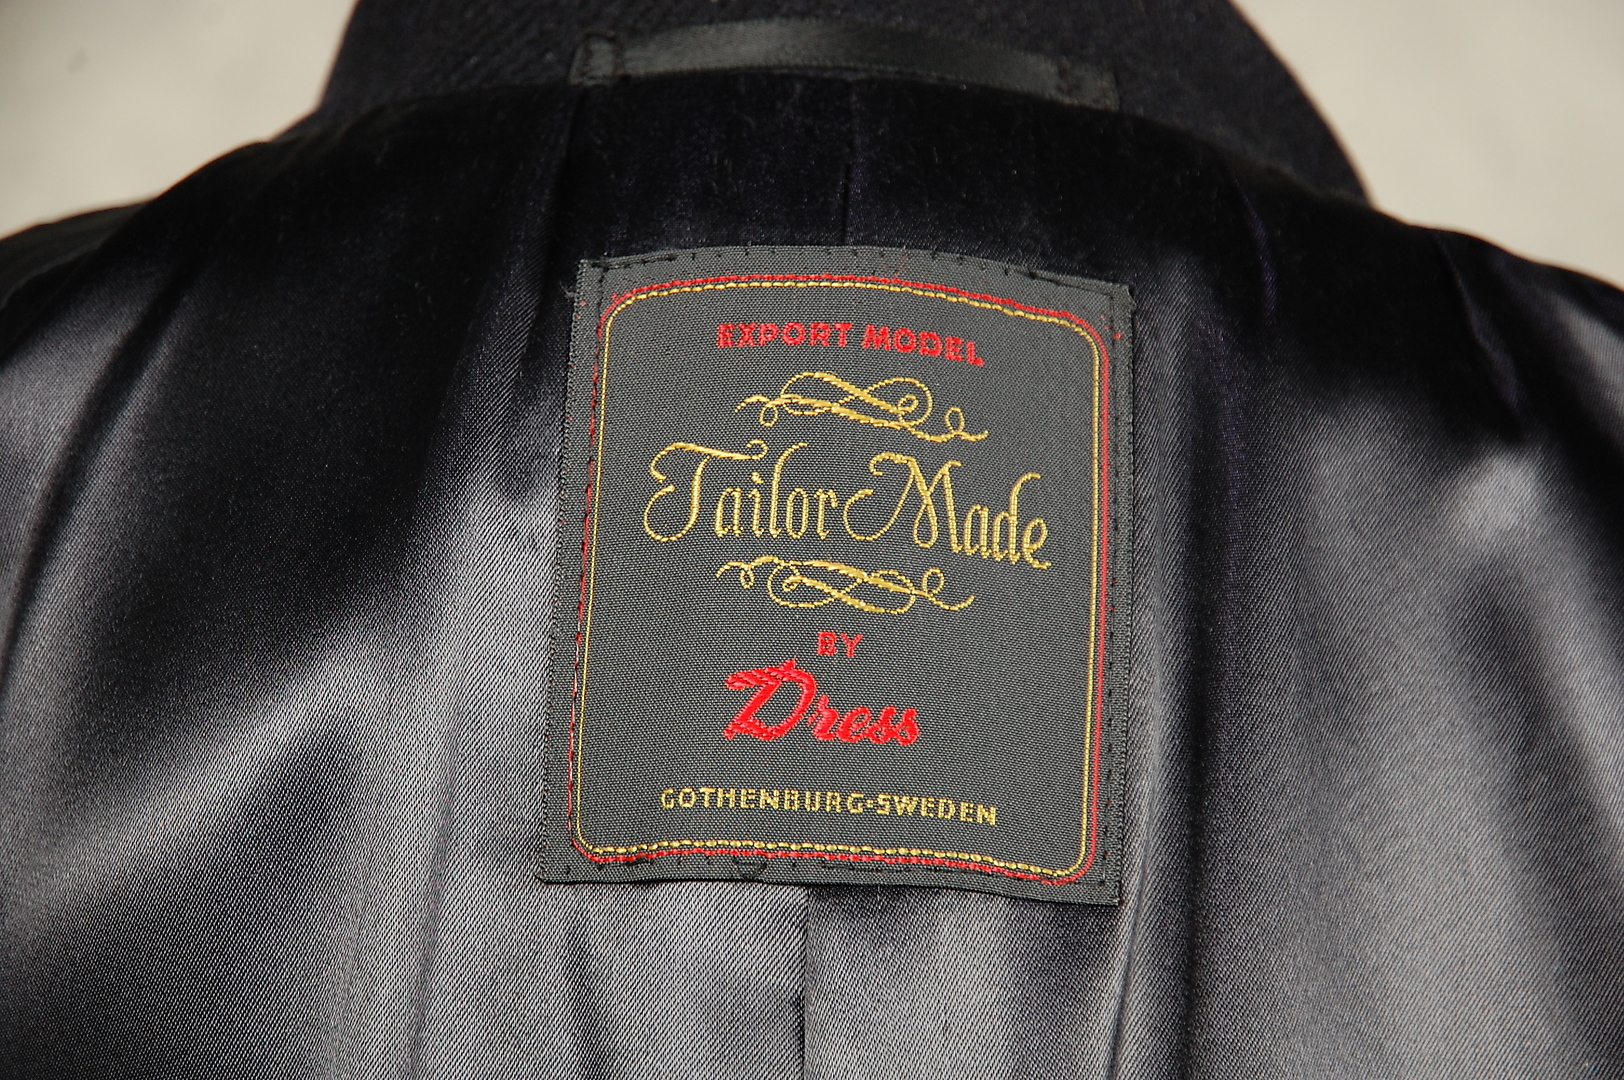 EXPORT MODEL
Tailor Made
BY
Dress
GOTHENBURG-SWEDEN